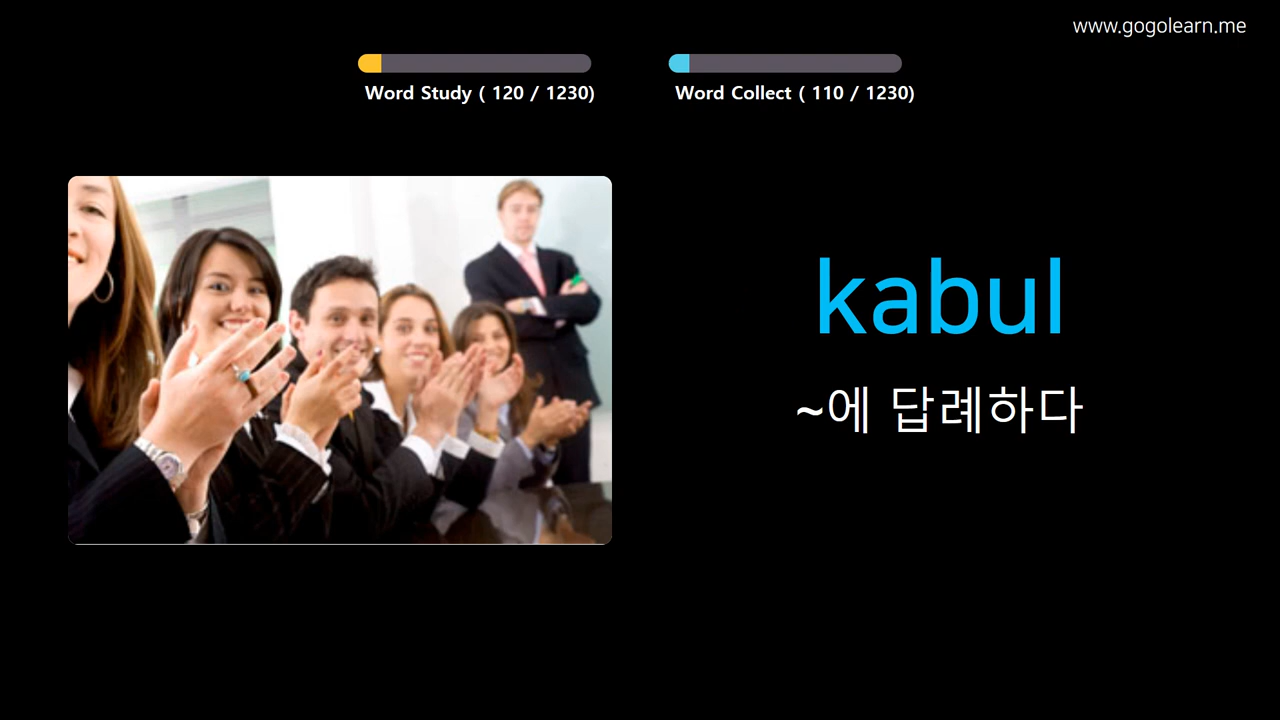 www.gogolearn.me
Word Study ( 120 / 1230)
Word Collect ( 110 / 1230)
kabul
~에 답례하다